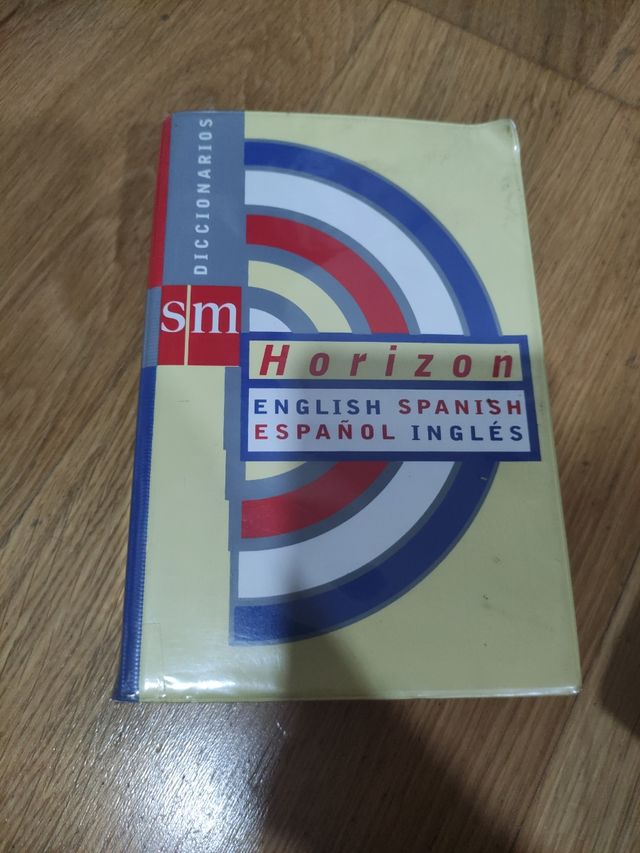 DICCIONARIOS
sm
Horizon
ENGLISH SPANISH
ESPAÑOL INGLÉS